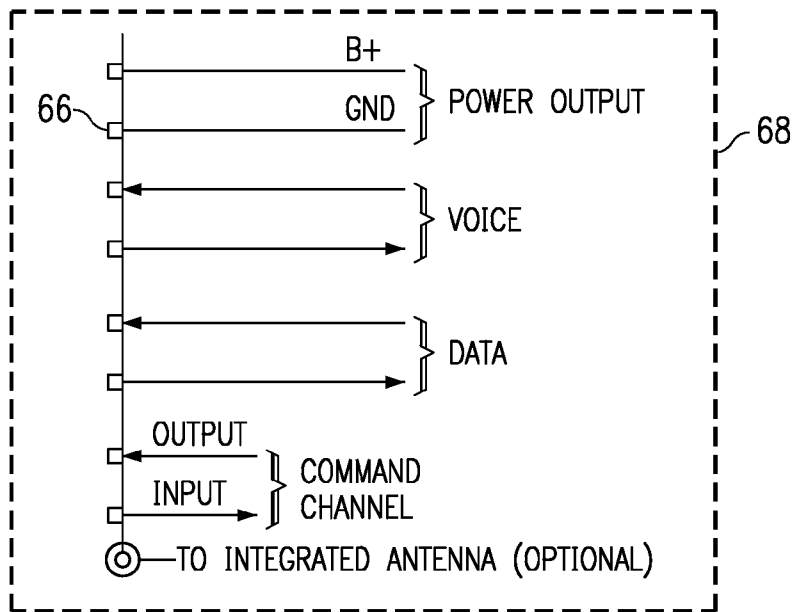 B+
66
GND
POWER OUTPUT
68
VOICE
DATA
OUTPUT
INPUT
COMMAND
CHANNEL
TO INTEGRATED ANTENNA (OPTIONAL)